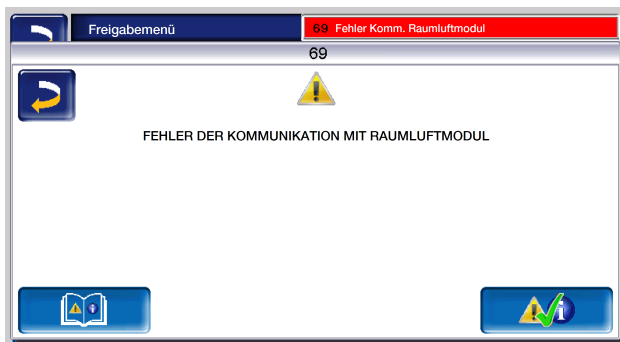 Freigabemenü
69 Fehler Komm. Raumluftmodul
69
FEHLER DER KOMMUNIKATION MIT RAUMLUFTMODUL
i
i